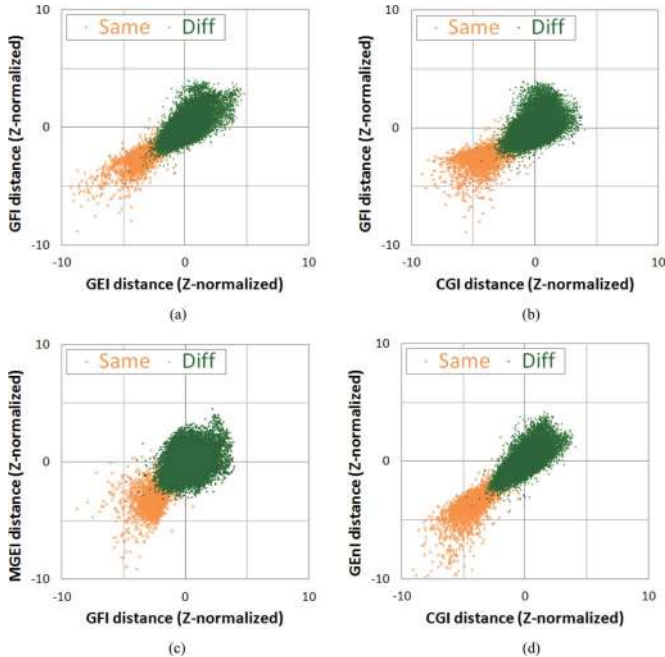 10
Same Diff
GFI distance (Z-normalized)
0
-10
-10 0 10
GEI distance (Z-normalized)
(a)
10
Same Diff
GFI distance (Z-normalized)
0
-10
-10 0 10
CGI distance (Z-normalized)
(b)
10
Same Diff
MGEI distance (Z-normalized)
0
-10
-10 0 10
GFI distance (Z-normalized)
(c)
10
Same Diff
GEnI distance (Z-normalized)
0
-10
-10 0 10
CGI distance (Z-normalized)
(d)